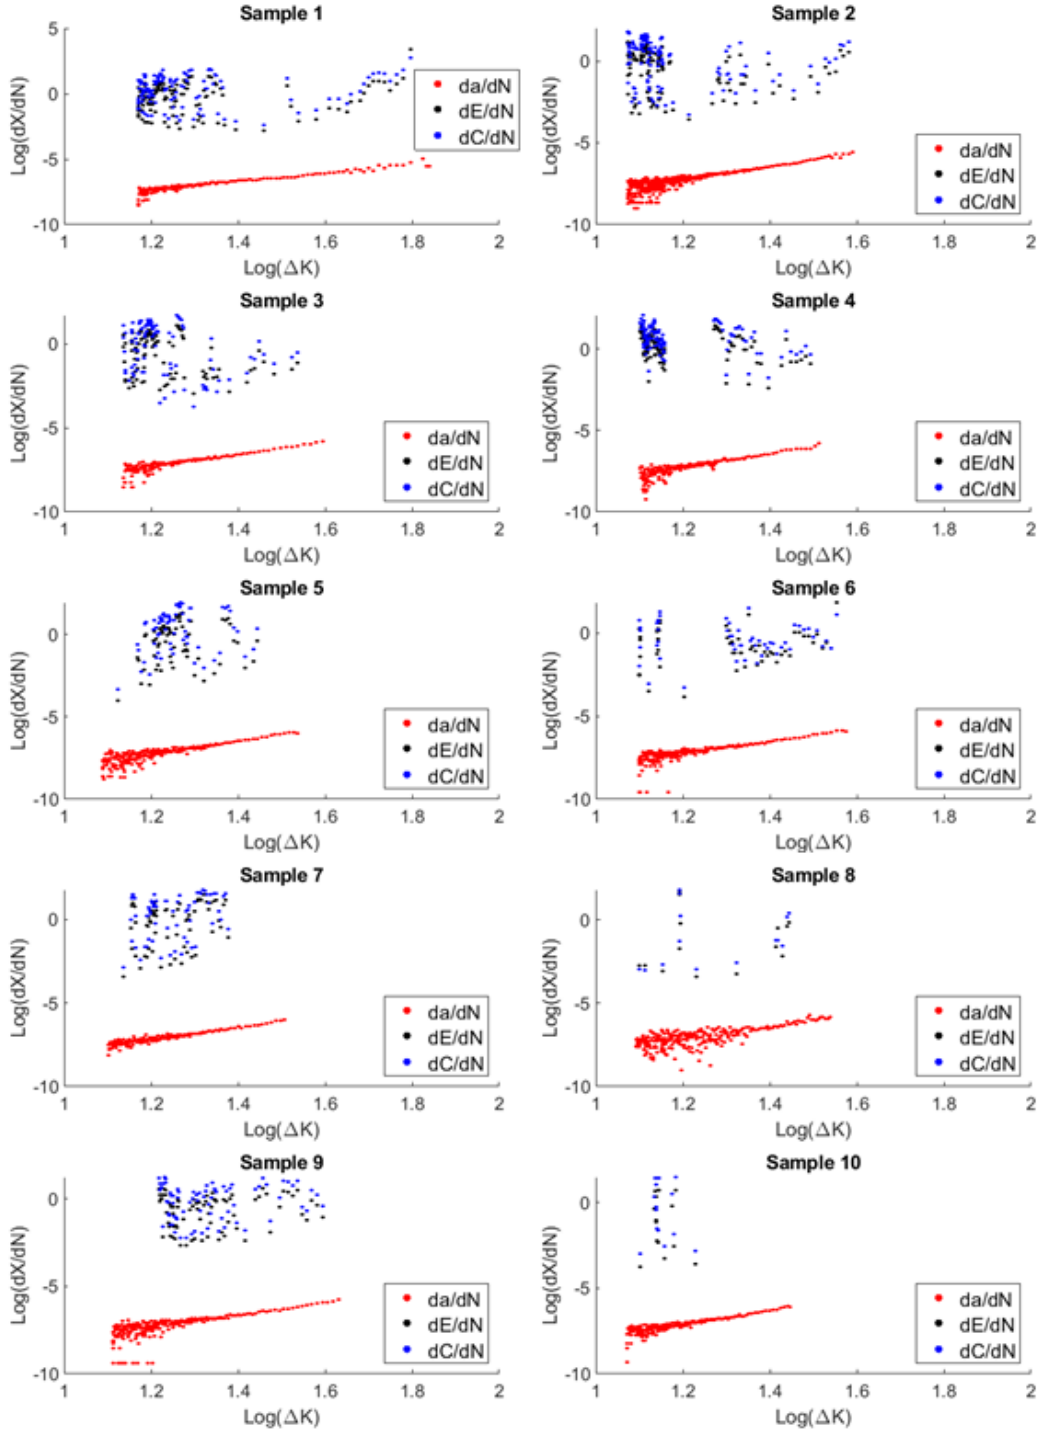 Sample 1
Log(dX/dN)
5
0
-5
-10
1
1.2
1.4
1.6
1.8
2
Log(ΔK)
da/dN
dE/dN
dC/dN
Sample 2
Log(dX/dN)
0
-5
-10
1
1.2
1.4
1.6
1.8
2
Log(ΔK)
da/dN
dE/dN
dC/dN
Sample 3
Log(dX/dN)
0
-5
-10
1
1.2
1.4
1.6
1.8
2
Log(ΔK)
da/dN
dE/dN
dC/dN
Sample 4
Log(dX/dN)
0
-5
-10
1
1.2
1.4
1.6
1.8
2
Log(ΔK)
da/dN
dE/dN
dC/dN
Sample 5
Log(dX/dN)
0
-5
-10
1
1.2
1.4
1.6
1.8
2
Log(ΔK)
da/dN
dE/dN
dC/dN
Sample 6
Log(dX/dN)
0
-5
-10
1
1.2
1.4
1.6
1.8
2
Log(ΔK)
da/dN
dE/dN
dC/dN
Sample 7
Log(dX/dN)
0
-5
-10
1
1.2
1.4
1.6
1.8
2
Log(ΔK)
da/dN
dE/dN
dC/dN
Sample 8
Log(dX/dN)
0
-5
-10
1
1.2
1.4
1.6
1.8
2
Log(ΔK)
da/dN
dE/dN
dC/dN
Sample 9
Log(dX/dN)
0
-5
-10
1
1.2
1.4
1.6
1.8
2
Log(ΔK)
da/dN
dE/dN
dC/dN
Sample 10
Log(dX/dN)
0
-5
-10
1
1.2
1.4
1.6
1.8
2
Log(ΔK)
da/dN
dE/dN
dC/dN